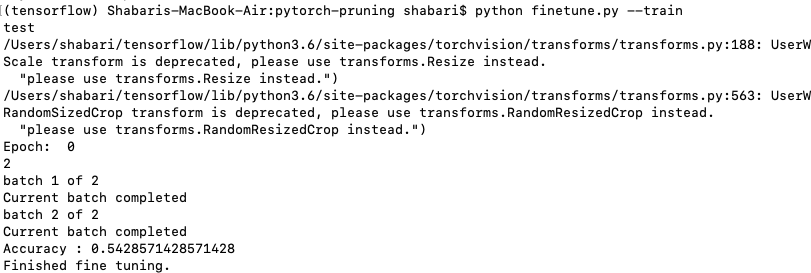 (tensorflow) Shabaris-MacBook-Air:pytorch-pruning shabari$ python finetune.py --train
test
/Users/shabari/tensorflow/lib/python3.6/site-packages/torchvision/transforms/transforms.py:188: UserW
Scale transform is deprecated, please use transforms.Resize instead.
"please use transforms.Resize instead.")
/Users/shabari/tensorflow/lib/python3.6/site-packages/torchvision/transforms/transforms.py:563: UserW
RandomSizedCrop transform is deprecated, please use transforms.RandomResizedCrop instead.
"please use transforms.RandomResizedCrop instead.")
Epoch:  0
2
batch 1 of 2
Current batch completed
batch 2 of 2
Current batch completed
Accuracy : 0.5428571428571428
Finished fine tuning.